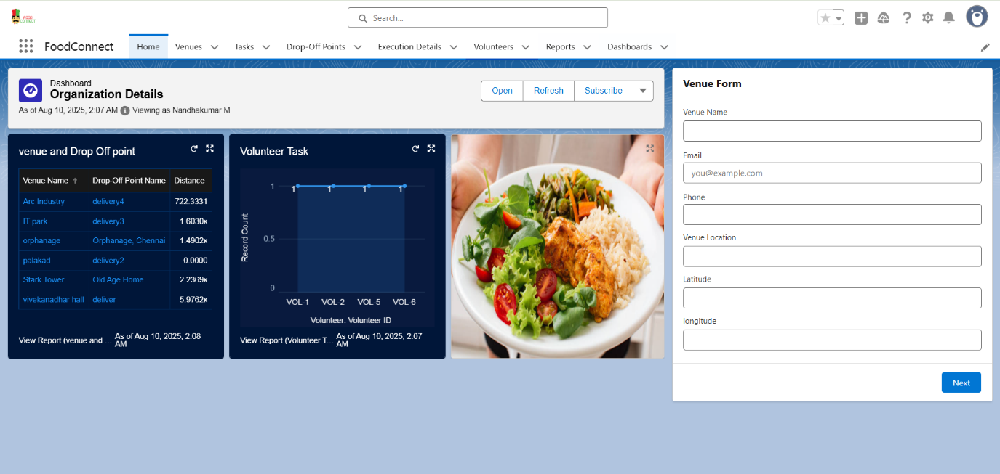 FOOD
CONNECT
Search...
FoodConnect
Home
Venues
Tasks
Drop-Off Points
Execution Details
Volunteers
Reports
Dashboards
Dashboard
Organization Details
As of Aug 10, 2025, 2:07 AM·Viewing as Nandhakumar M
Open
Refresh
Subscribe
venue and Drop Off point
Venue Name ↑ Drop-Off Point Name Distance
Arc Industry delivery4 722.3331
IT park delivery3 1.6030K
orphanage Orphanage, Chennai 1.4902K
palakad delivery2 0.0000
Stark Tower Old Age Home 2.2369K
vivekanadhar hall deliver 5.9762K
View Report (venue and ...
As of Aug 10, 2025, 2:08
AM
Volunteer Task
Record Count
1
0.5
0
1 1 1 1
VOL-1 VOL-2 VOL-5 VOL-6
Volunteer: Volunteer ID
View Report (Volunteer T...
As of Aug 10, 2025, 2:07
AM
Venue Form
Venue Name
Email
you@example.com
Phone
Venue Location
Latitude
longitude
Next